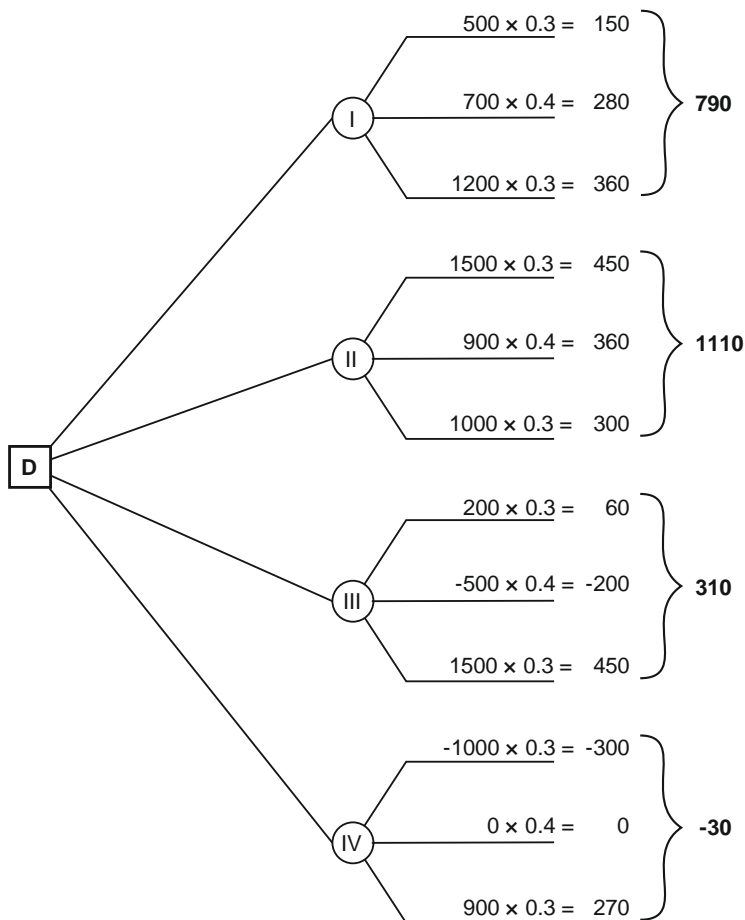 500 × 0.3 = 150
I
700 × 0.4 = 280
790
1200 × 0.3 = 360
1500 × 0.3 = 450
II
900 × 0.4 = 360
1110
1000 × 0.3 = 300
D
200 × 0.3 = 60
III
-500 × 0.4 = -200
310
1500 × 0.3 = 450
-1000 × 0.3 = -300
IV
0 × 0.4 = 0
-30
900 × 0.3 = 270